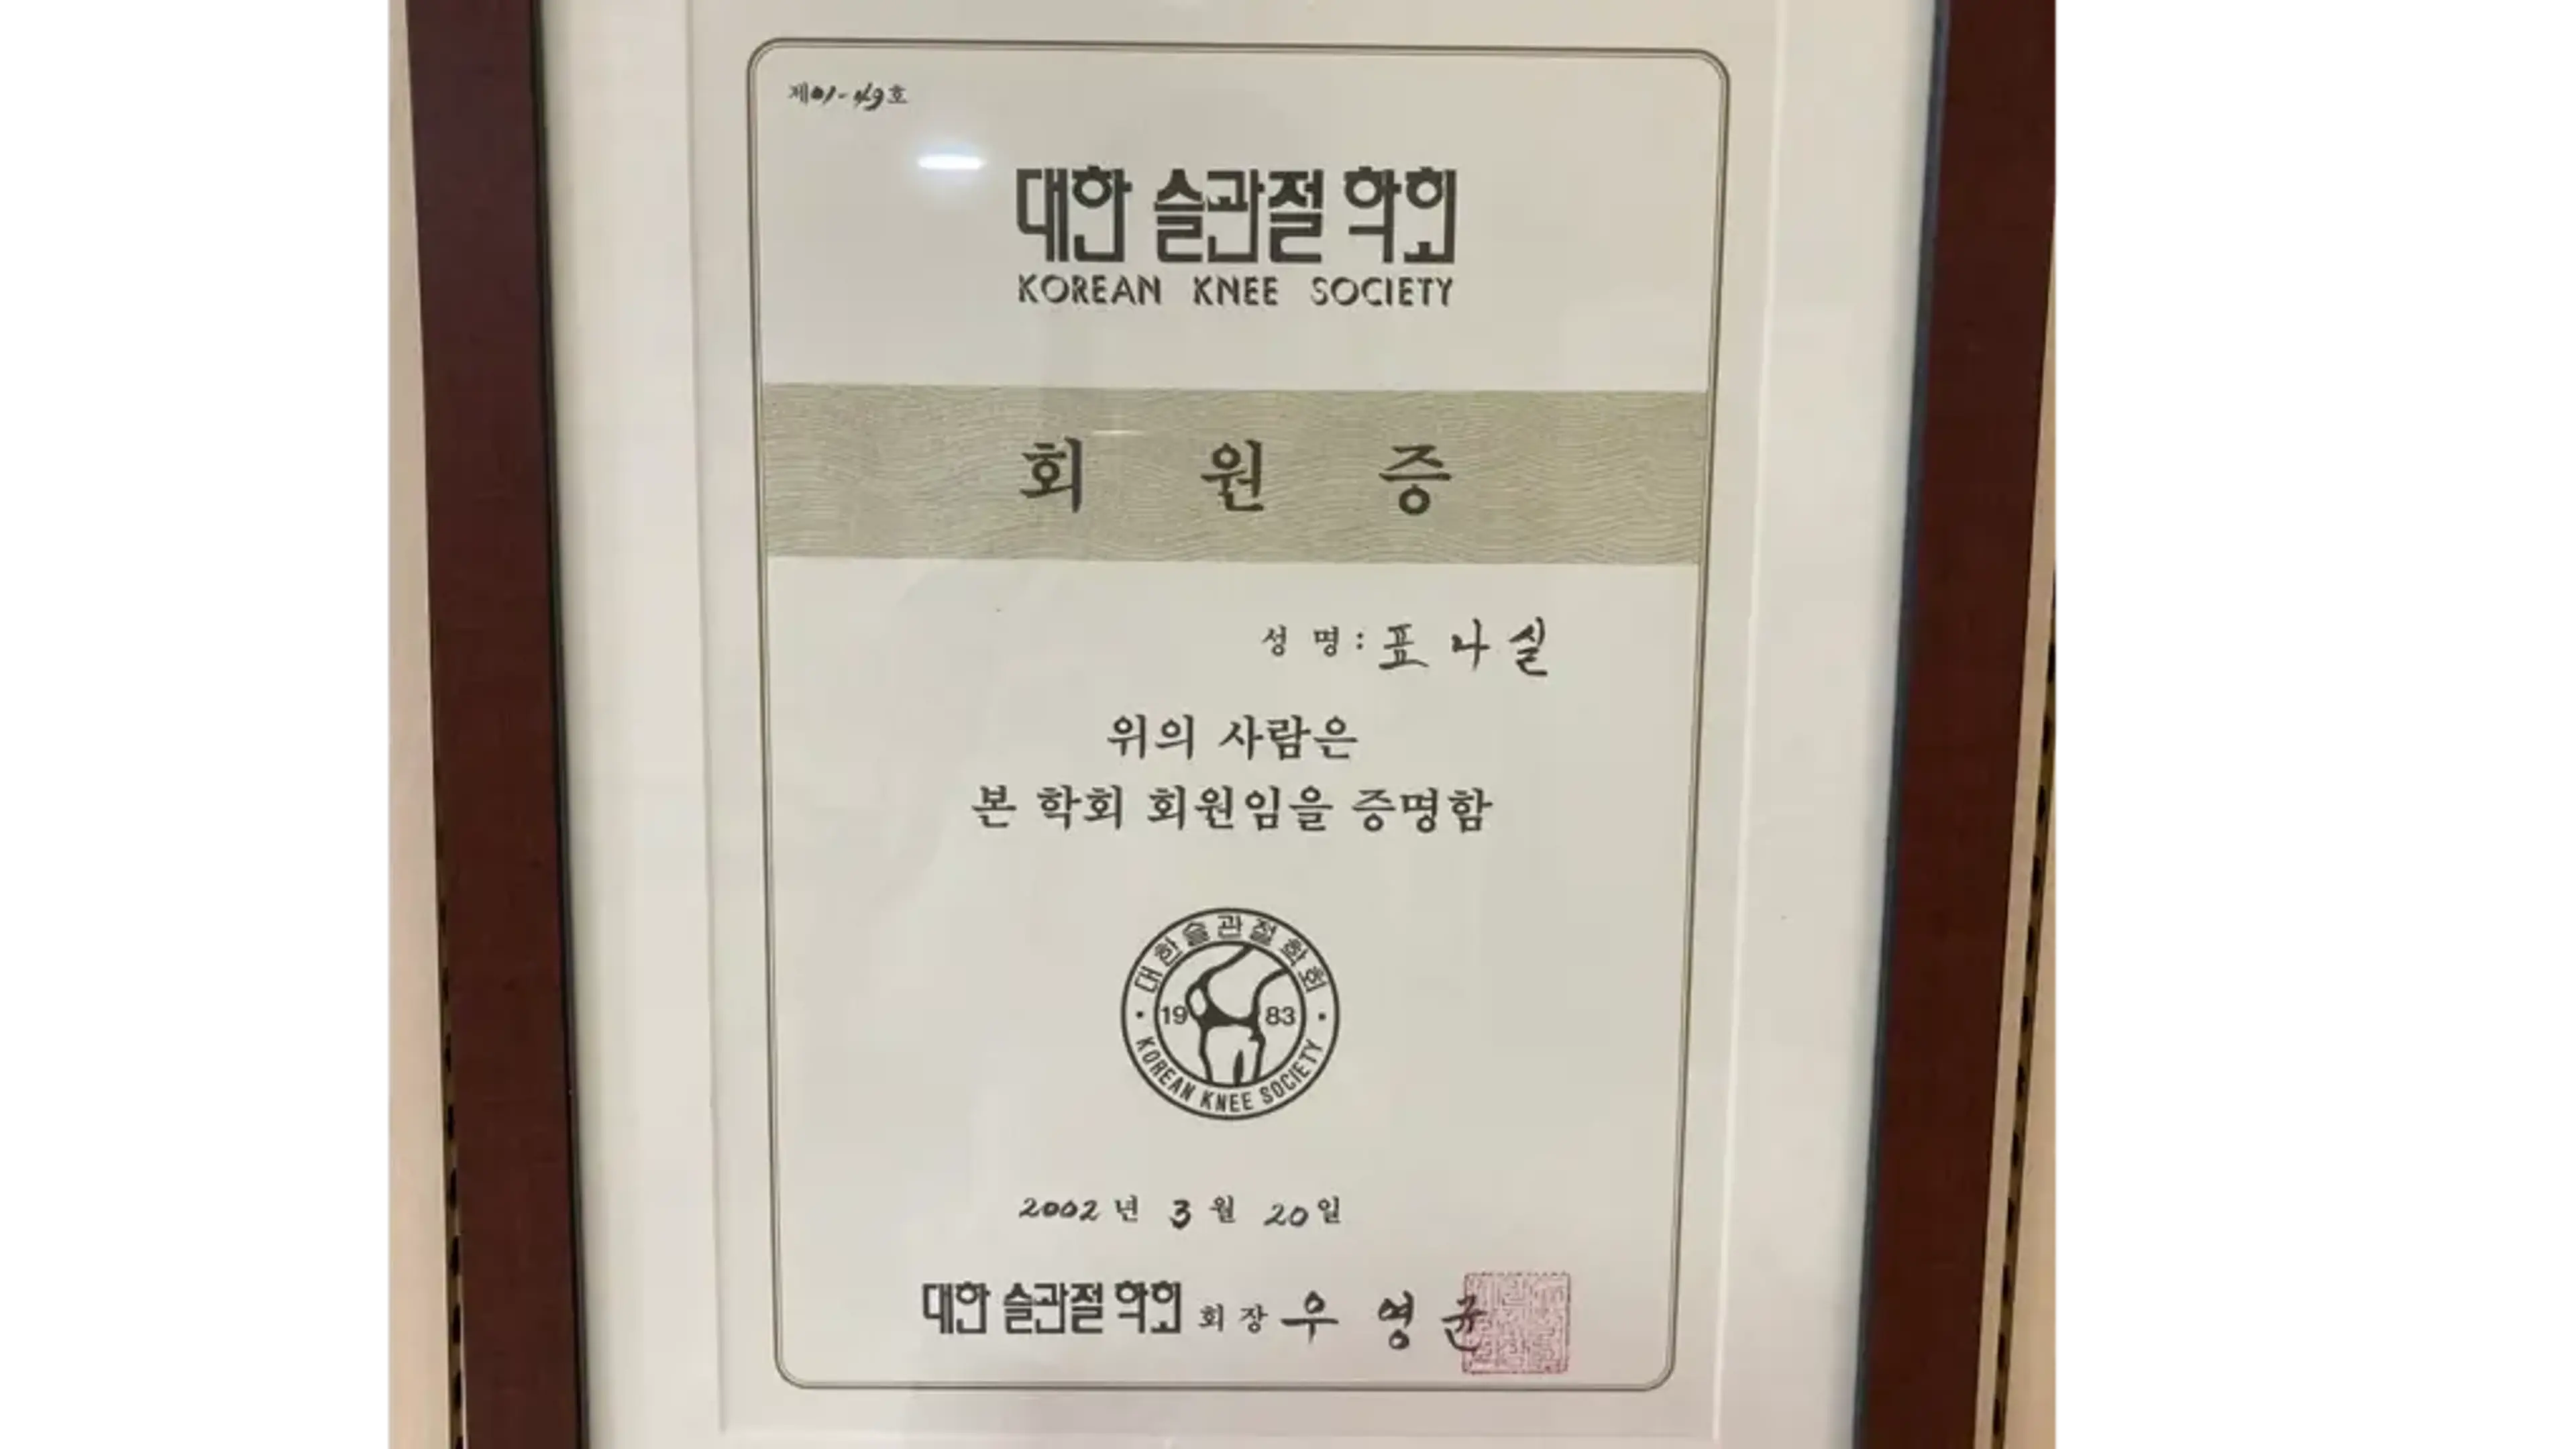 제01-49호
대한 슬관절 학회
KOREAN KNEE SOCIETY
회 원 증
성 명 : 표 나 실
위의 사람은
본 학회 회원임을 증명함
대한슬관절학회
1983
KOREAN KNEE SOCIETY
2002 년 3 월 20 일
대한 슬관절 학회 회 장 우 영 균